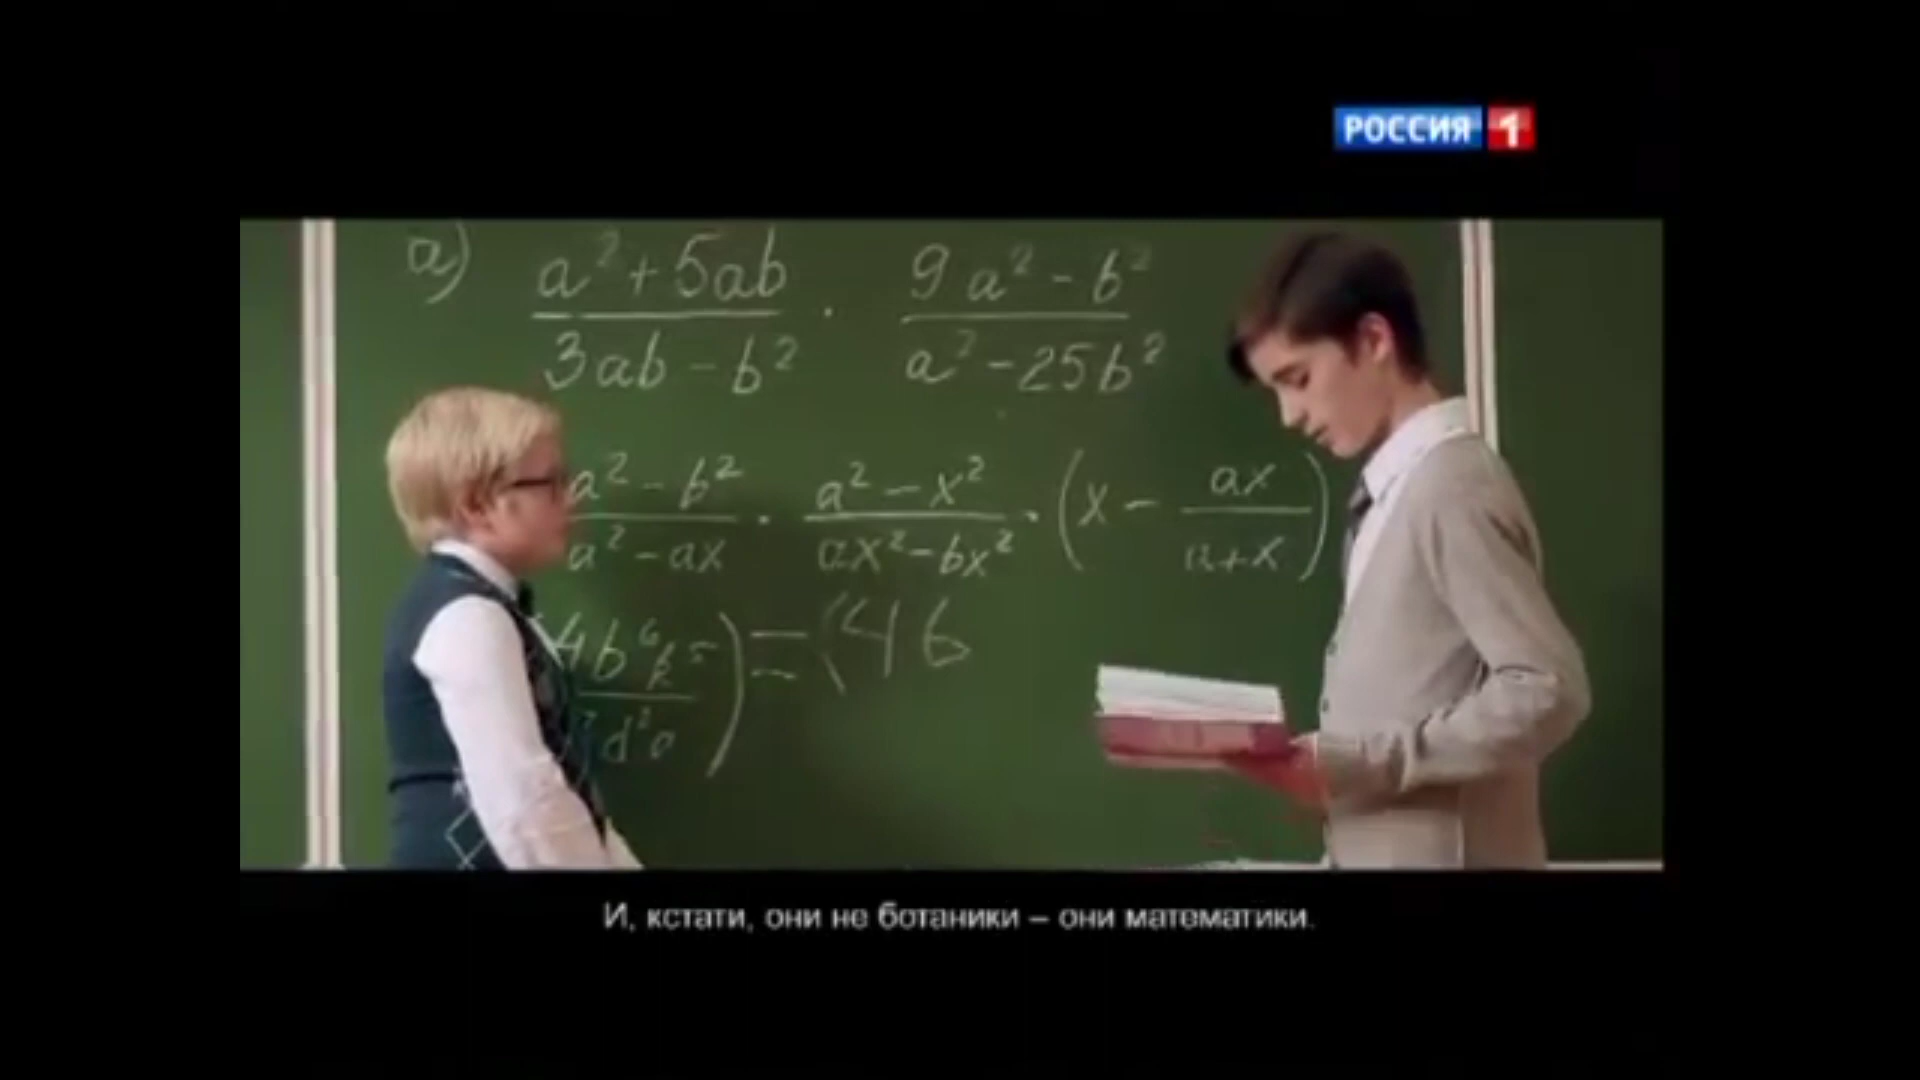 РОССИЯ 1
а) a²+5ab / 3ab-b² · 9a²-b² / a²-25b²
a²-b² / a²-ax · a²-x² / ax²-bx² · (x - ax / a+x)
=(4b
И, кстати, они не ботаники – они математики.